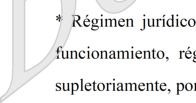 * Régimen jurídico
funcionamiento, rég
supletoriamente, por